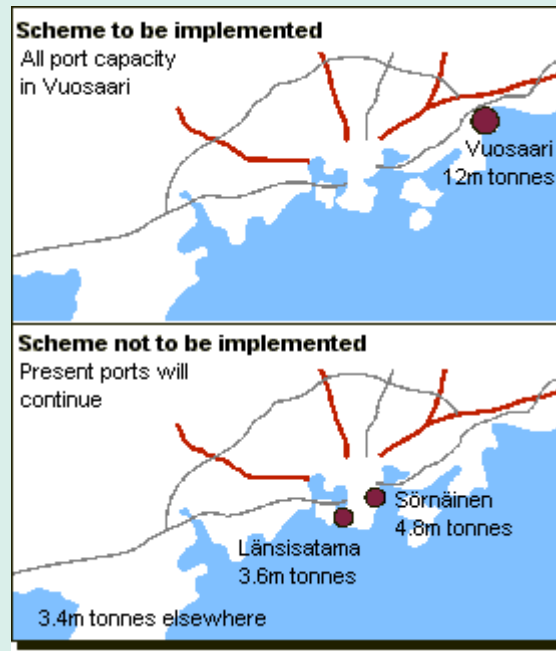 Scheme to be implemented
All port capacity
in Vuosaari
Vuosaari
12m tonnes
Scheme not to be implemented
Present ports will
continue
Sörnäinen
4.8m tonnes
Länsisatama
3.6m tonnes
3.4m tonnes elsewhere